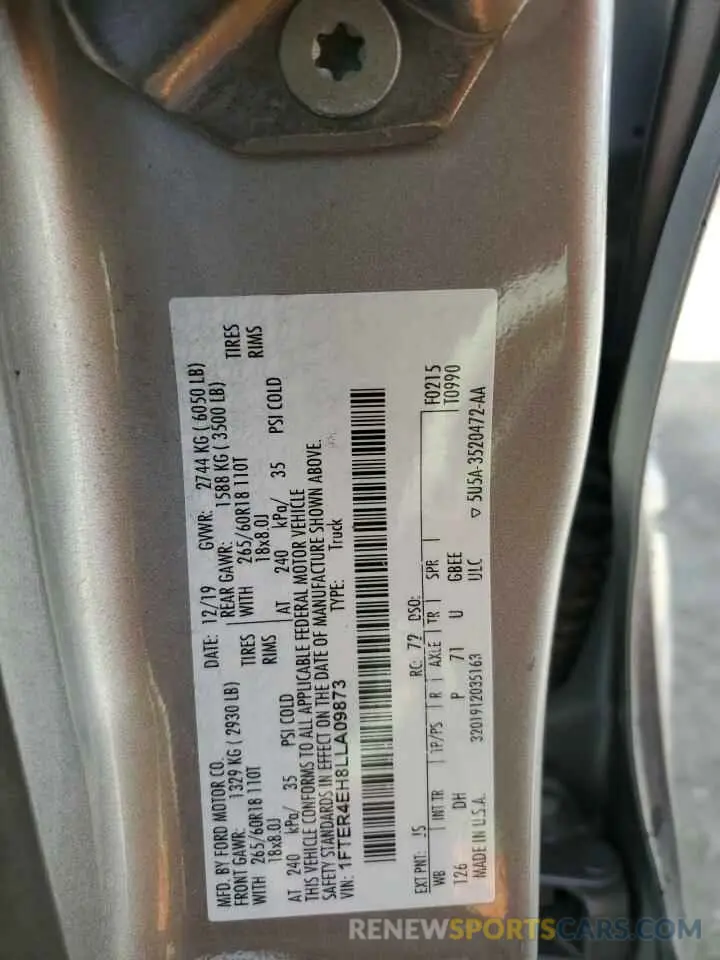 MFD. BY FORD MOTOR CO.
DATE: 12/19 GVWR: 2744 KG ( 6050 LB)
FRONT GAWR: 1329 KG ( 2930 LB) REAR GAWR: 1588 KG ( 3500 LB)
WITH 265/60R18 110T TIRES WITH 265/60R18 110T TIRES
18x8.0J RIMS 18x8.0J RIMS
AT 240 kPa/ 35 PSI COLD AT 240 kPa/ 35 PSI COLD
THIS VEHICLE CONFORMS TO ALL APPLICABLE FEDERAL MOTOR VEHICLE
SAFETY STANDARDS IN EFFECT ON THE DATE OF MANUFACTURE SHOWN ABOVE.
VIN: 1FTER4EH8LLA09873 TYPE: Truck
EXT PNT: JS RC: 72 DSO: F0215
WB INT TR TP/PS R AXLE TR SPR T0990
126 DH P 71 U GBEE
MADE IN U.S.A. 3201912035163 ULC ▽ 5U5A-3520472-AA
RENEWSPORTSCARS.COM